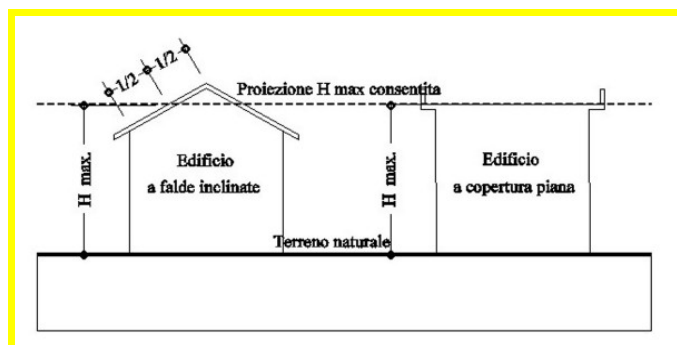 1/2 1/2
Proiezione H max consentita
H max.
Edificio
a falde inclinate
H max.
Edificio
a copertura piana
Terreno naturale